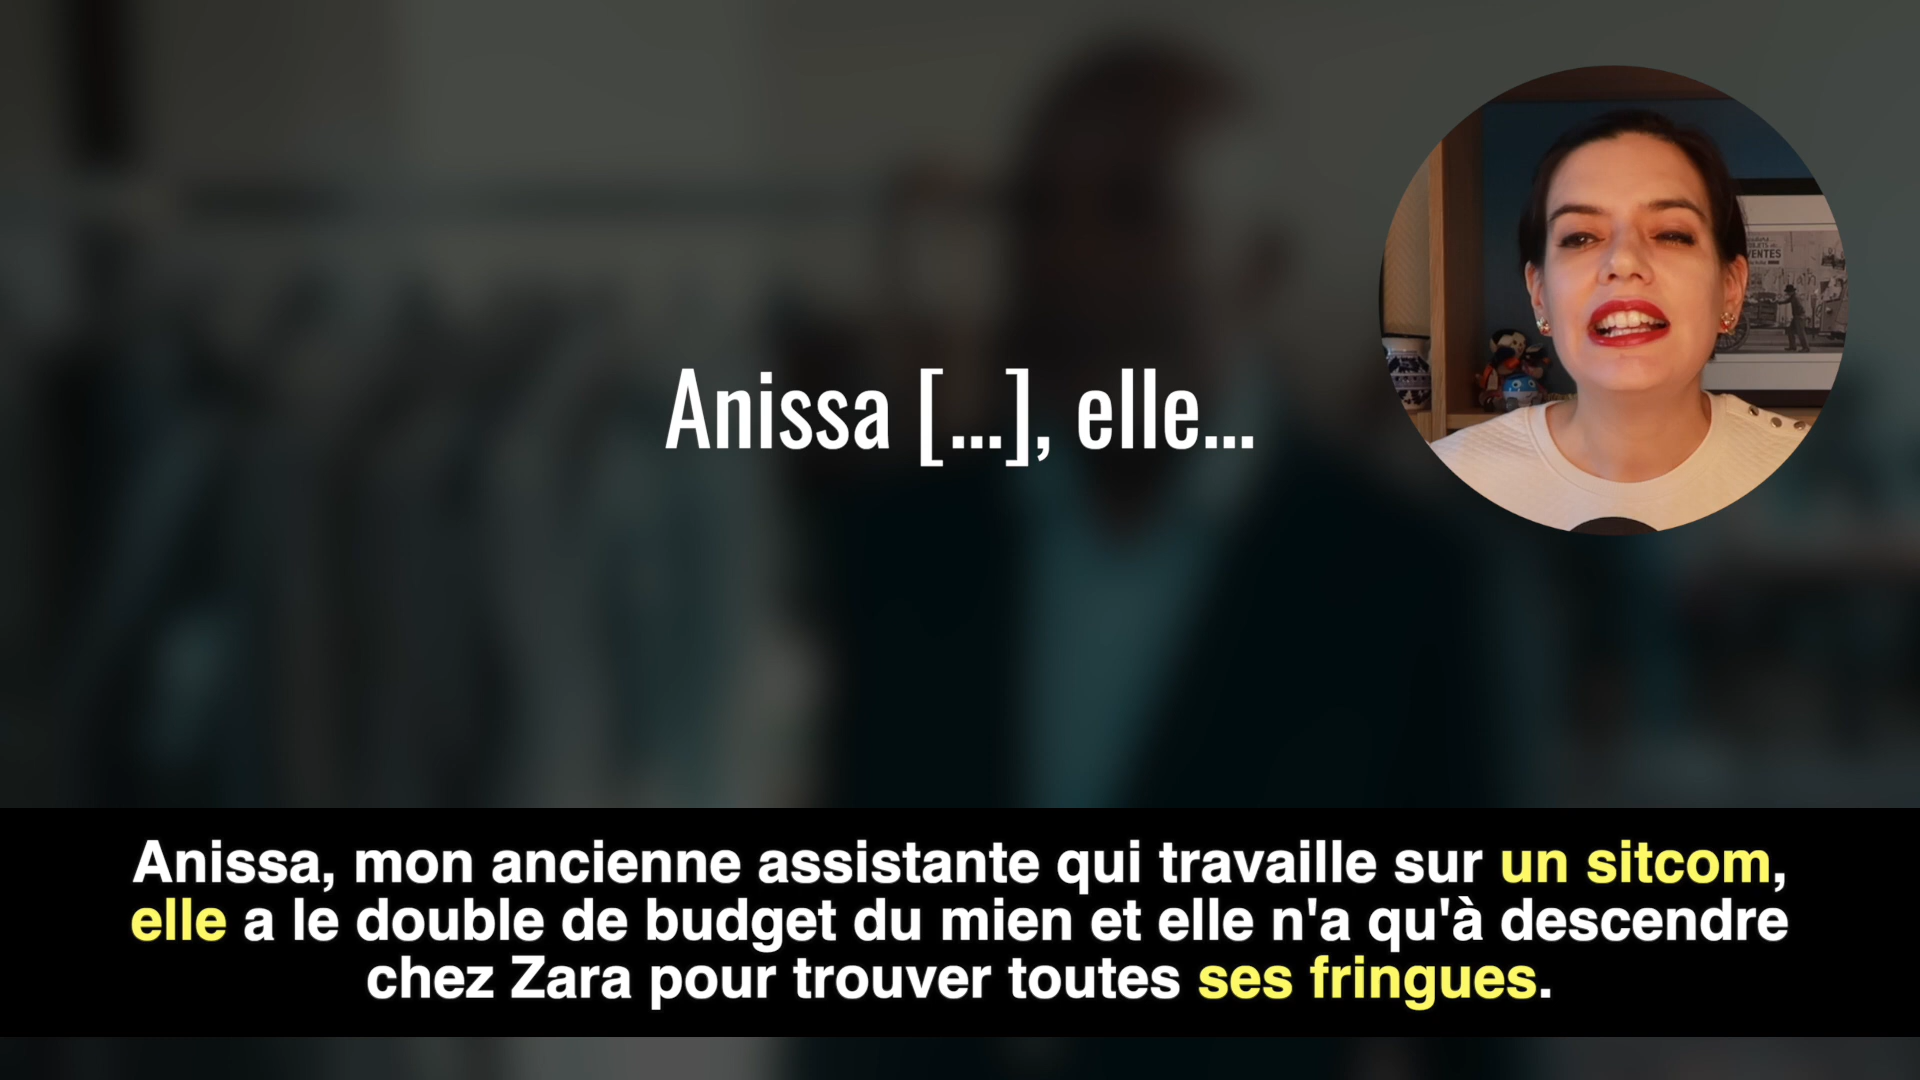 Anissa [...], elle...
VENTES
Anissa, mon ancienne assistante qui travaille sur un sitcom,
elle a le double de budget du mien et elle n'a qu'à descendre
chez Zara pour trouver toutes ses fringues.